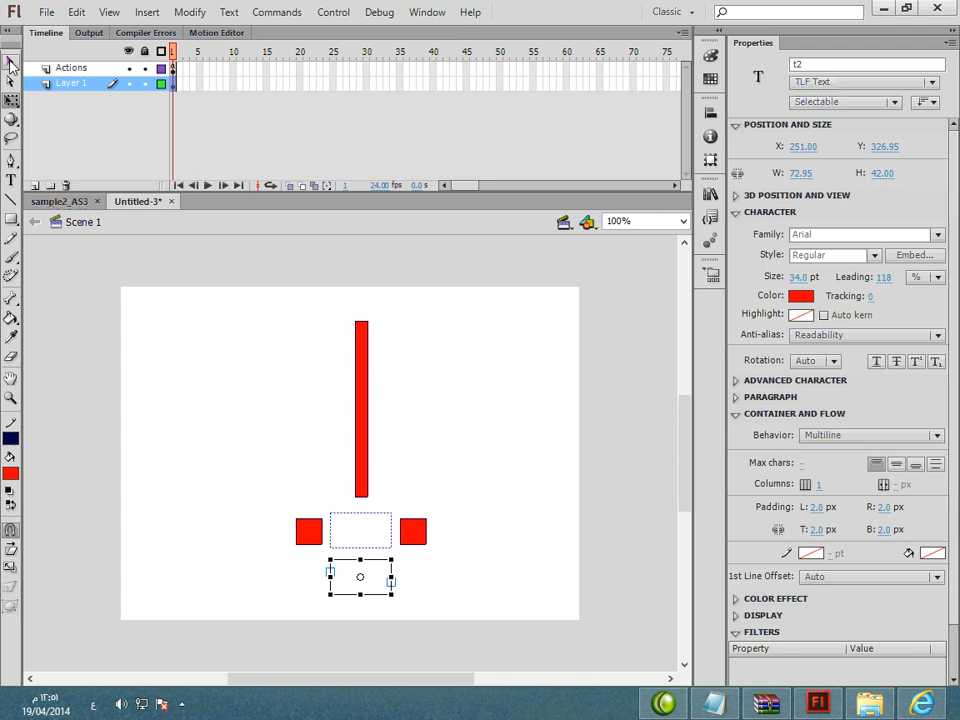 Fl File Edit View Insert Modify Text Commands Control Debug Window Help Classic
Timeline Output Compiler Errors Motion Editor
1 5 10 15 20 25 30 35 40 45 50 55 60 65 70 75
Actions
Layer 1
1 24.00 fps 0.0 s
sample2_AS3 × Untitled-3* ×
Scene 1 100%
Properties
T t2
TLF Text
Selectable
POSITION AND SIZE
X: 251.00 Y: 326.95
W: 72.95 H: 42.00
3D POSITION AND VIEW
CHARACTER
Family: Arial
Style: Regular Embed...
Size: 34.0 pt Leading: 118 %
Color: Tracking: 0
Highlight: Auto kern
Anti-alias: Readability
Rotation: Auto T T T¹ T₁
ADVANCED CHARACTER
PARAGRAPH
CONTAINER AND FLOW
Behavior: Multiline
Max chars: -
Columns: 1 - px
Padding: L: 2.0 px R: 2.0 px
T: 2.0 px B: 2.0 px
- pt
1st Line Offset: Auto
COLOR EFFECT
DISPLAY
FILTERS
Property Value
١٢:٥١ م
19/04/2014
ع
Fl